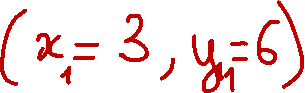 (x₁ = 3, y₁ = 6)